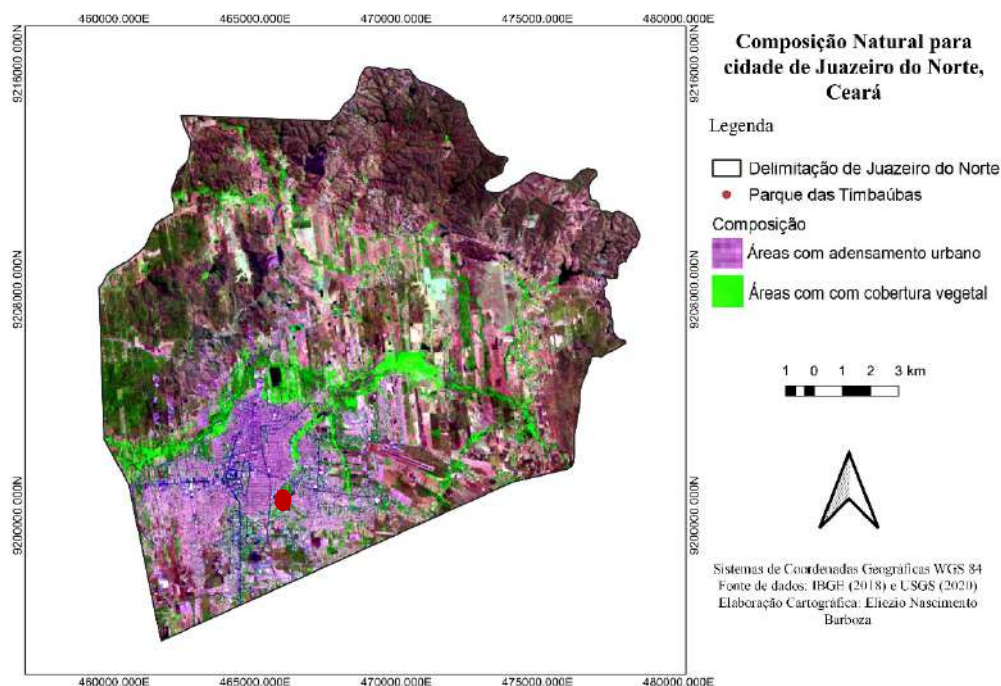 460000.000E 465000.000E 470000.000E 475000.000E 480000.000E
9216000.000N
9208000.000N
9200000.000N
9216000.000N
9208000.000N
9200000.000N
460000.000E 465000.000E 470000.000E 475000.000E 480000.000E
Composição Natural para
cidade de Juazeiro do Norte,
Ceará
Legenda
Delimitação de Juazeiro do Norte
Parque das Timbaúbas
Composição
Áreas com adensamento urbano
Áreas com com cobertura vegetal
1 0 1 2 3 km
Sistemas de Coordenadas Geográficas WGS 84
Fonte de dados: IBGE (2018) e USGS (2020)
Elaboração Cartográfica: Eliezio Nascimento
Barboza